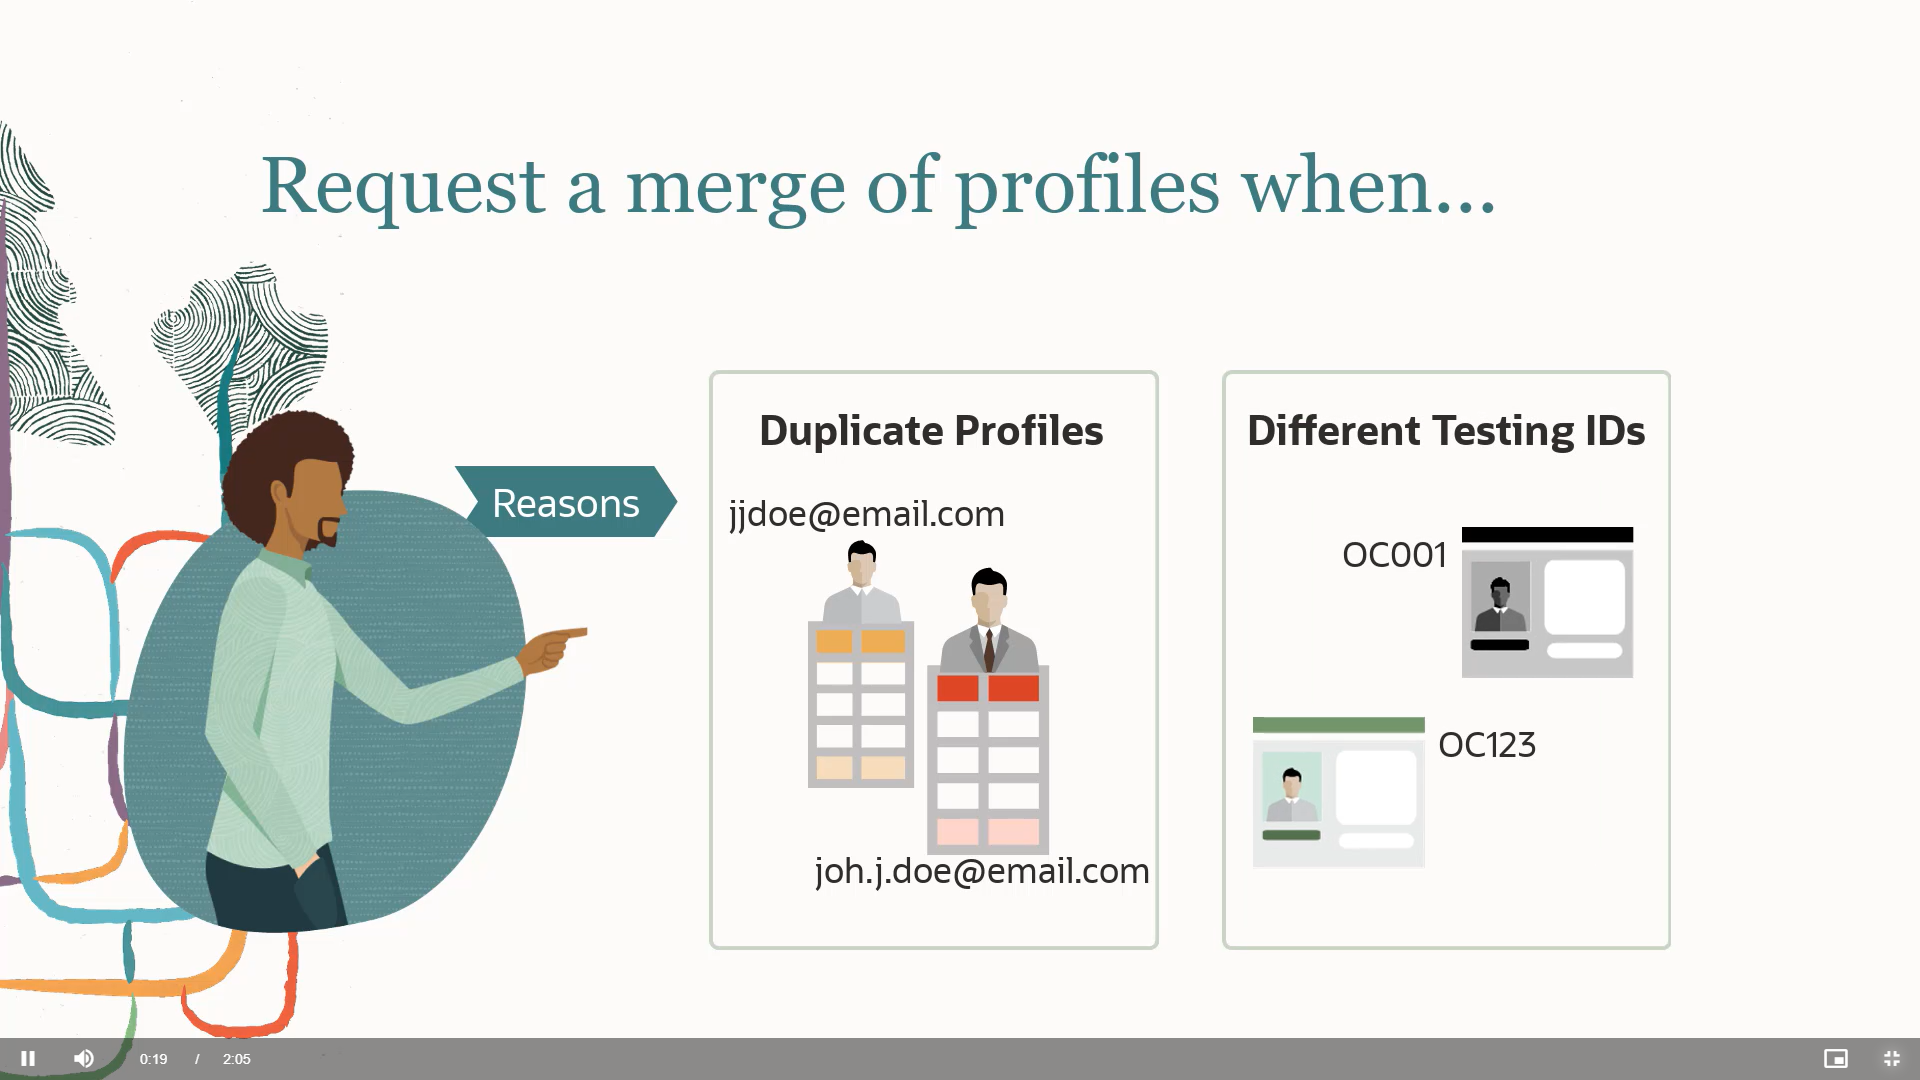 Request a merge of profiles when...
Reasons
Duplicate Profiles
jjdoe@email.com
joh.j.doe@email.com
Different Testing IDs
OC001
OC123
0:19 / 2:05